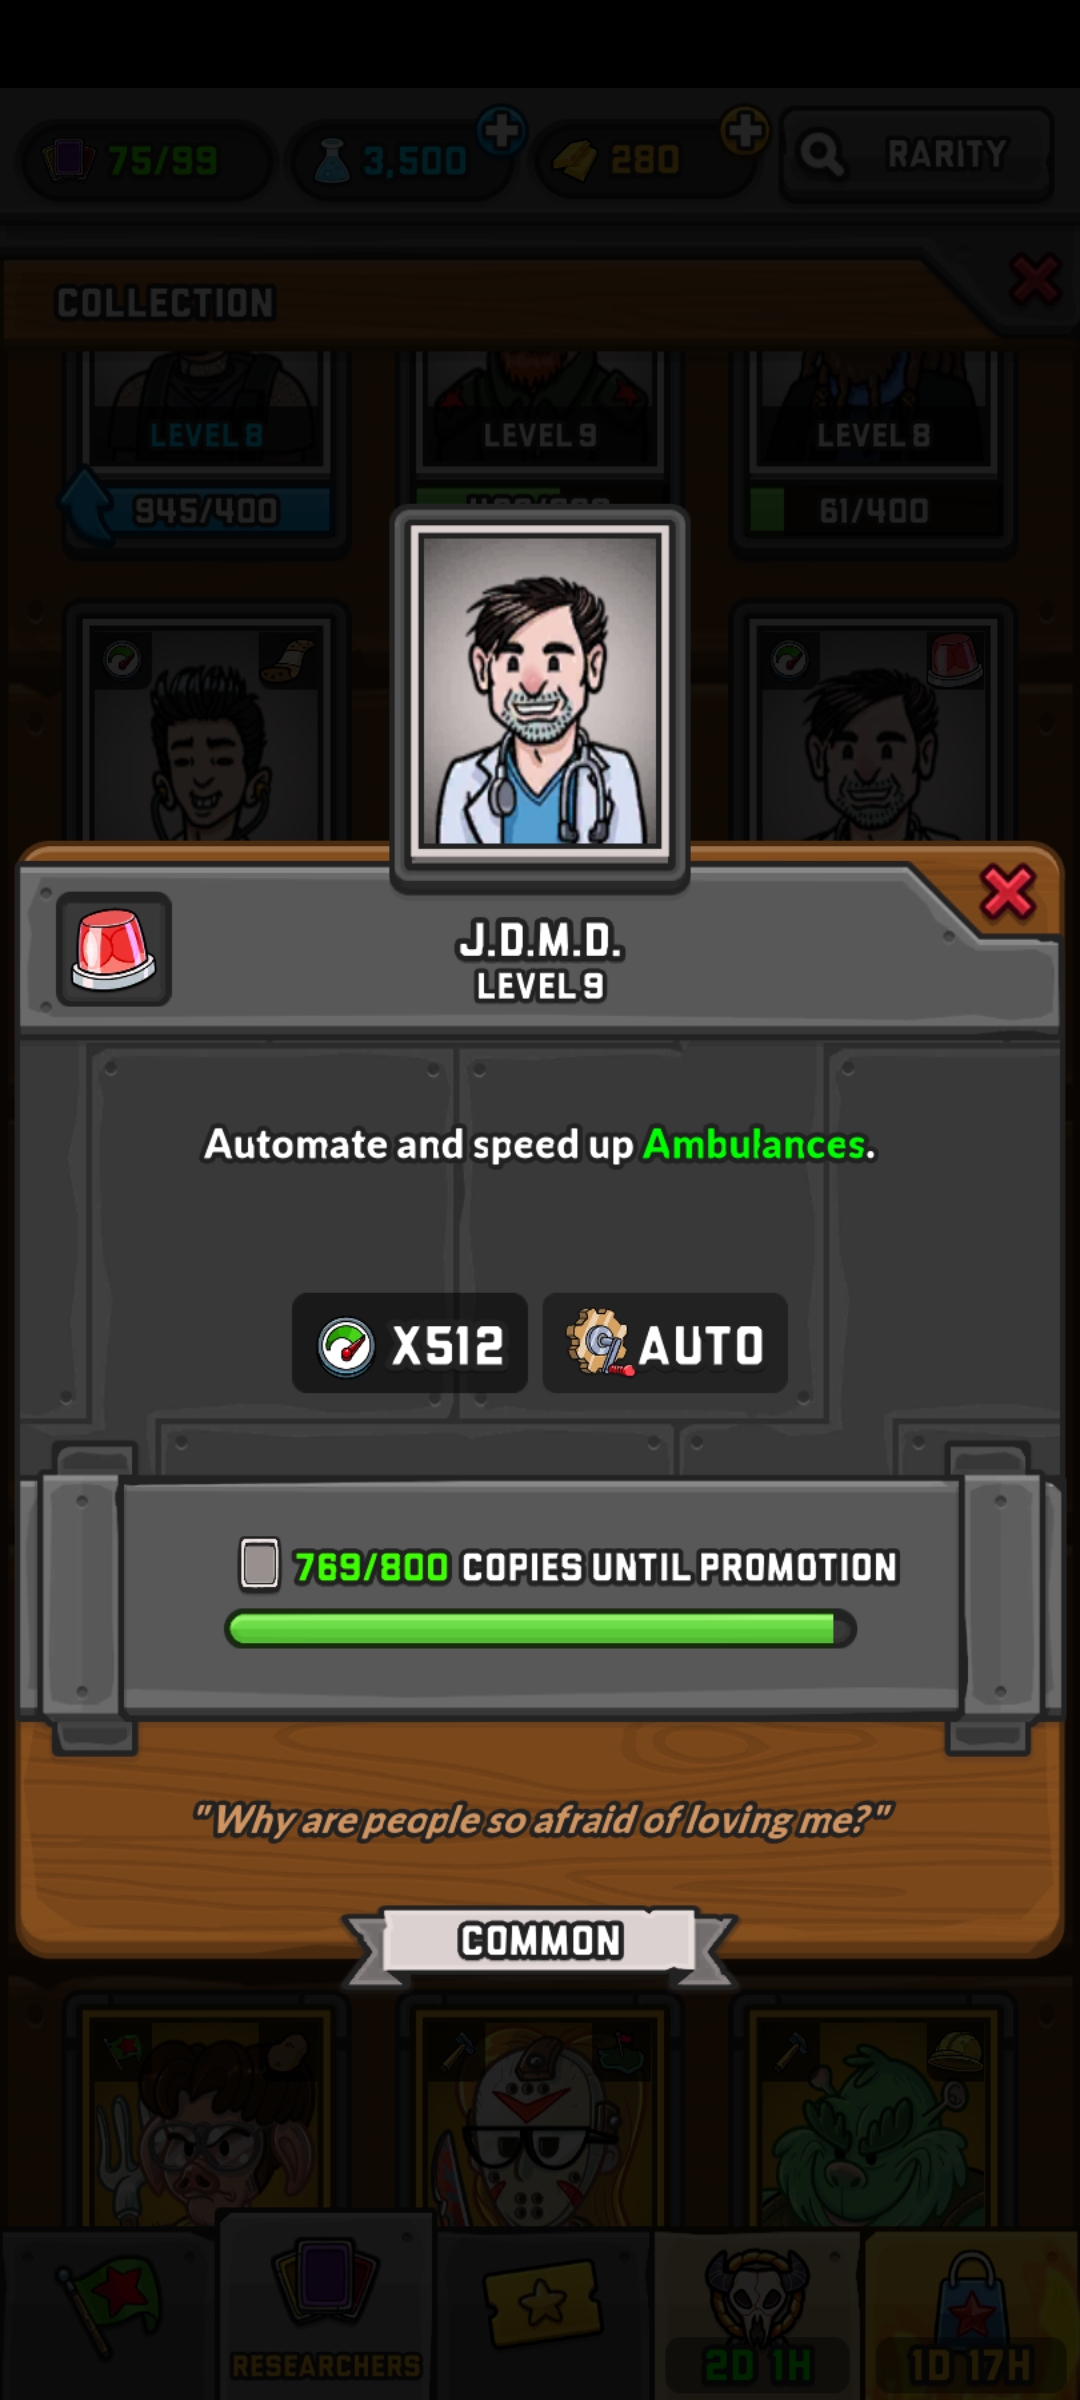 75/99
3,500
280
RARITY
COLLECTION
LEVEL 8
LEVEL 9
LEVEL 8
945/400
61/400
J.D.M.D.
LEVEL 9
Automate and speed up Ambulances.
X512
AUTO
769/800 COPIES UNTIL PROMOTION
"Why are people so afraid of loving me?"
COMMON
RESEARCHERS
2D 1H
1D 17H